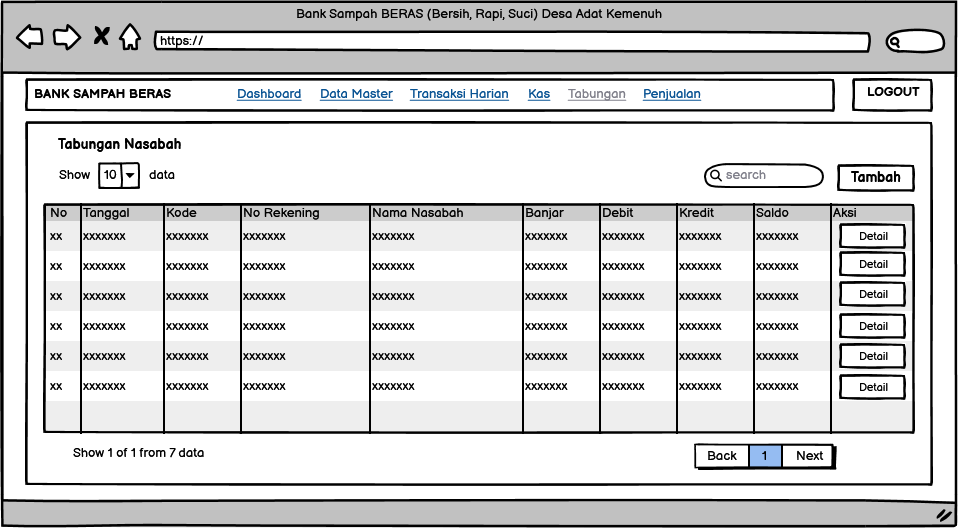 Bank Sampah BERAS (Bersih, Rapi, Suci) Desa Adat Kemenuh
https://
BANK SAMPAH BERAS Dashboard Data Master Transaksi Harian Kas Tabungan Penjualan LOGOUT
Tabungan Nasabah
Show 10 data search Tambah
No Tanggal Kode No Rekening Nama Nasabah Banjar Debit Kredit Saldo Aksi
xx xxxxxxx xxxxxxx xxxxxxx xxxxxxx xxxxxxx xxxxxxx xxxxxxx xxxxxxx Detail
xx xxxxxxx xxxxxxx xxxxxxx xxxxxxx xxxxxxx xxxxxxx xxxxxxx xxxxxxx Detail
xx xxxxxxx xxxxxxx xxxxxxx xxxxxxx xxxxxxx xxxxxxx xxxxxxx xxxxxxx Detail
xx xxxxxxx xxxxxxx xxxxxxx xxxxxxx xxxxxxx xxxxxxx xxxxxxx xxxxxxx Detail
xx xxxxxxx xxxxxxx xxxxxxx xxxxxxx xxxxxxx xxxxxxx xxxxxxx xxxxxxx Detail
xx xxxxxxx xxxxxxx xxxxxxx xxxxxxx xxxxxxx xxxxxxx xxxxxxx xxxxxxx Detail
Show 1 of 1 from 7 data Back 1 Next